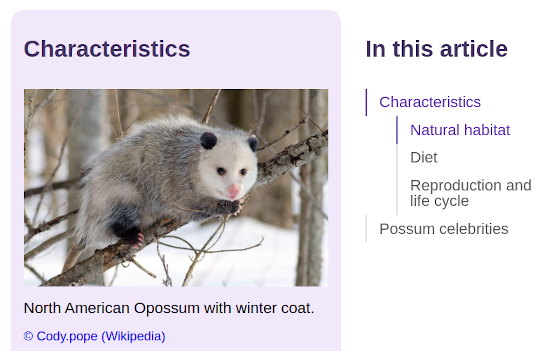 Characteristics
North American Opossum with winter coat.
© Cody.pope (Wikipedia)
In this article
Characteristics
Natural habitat
Diet
Reproduction and
life cycle
Possum celebrities